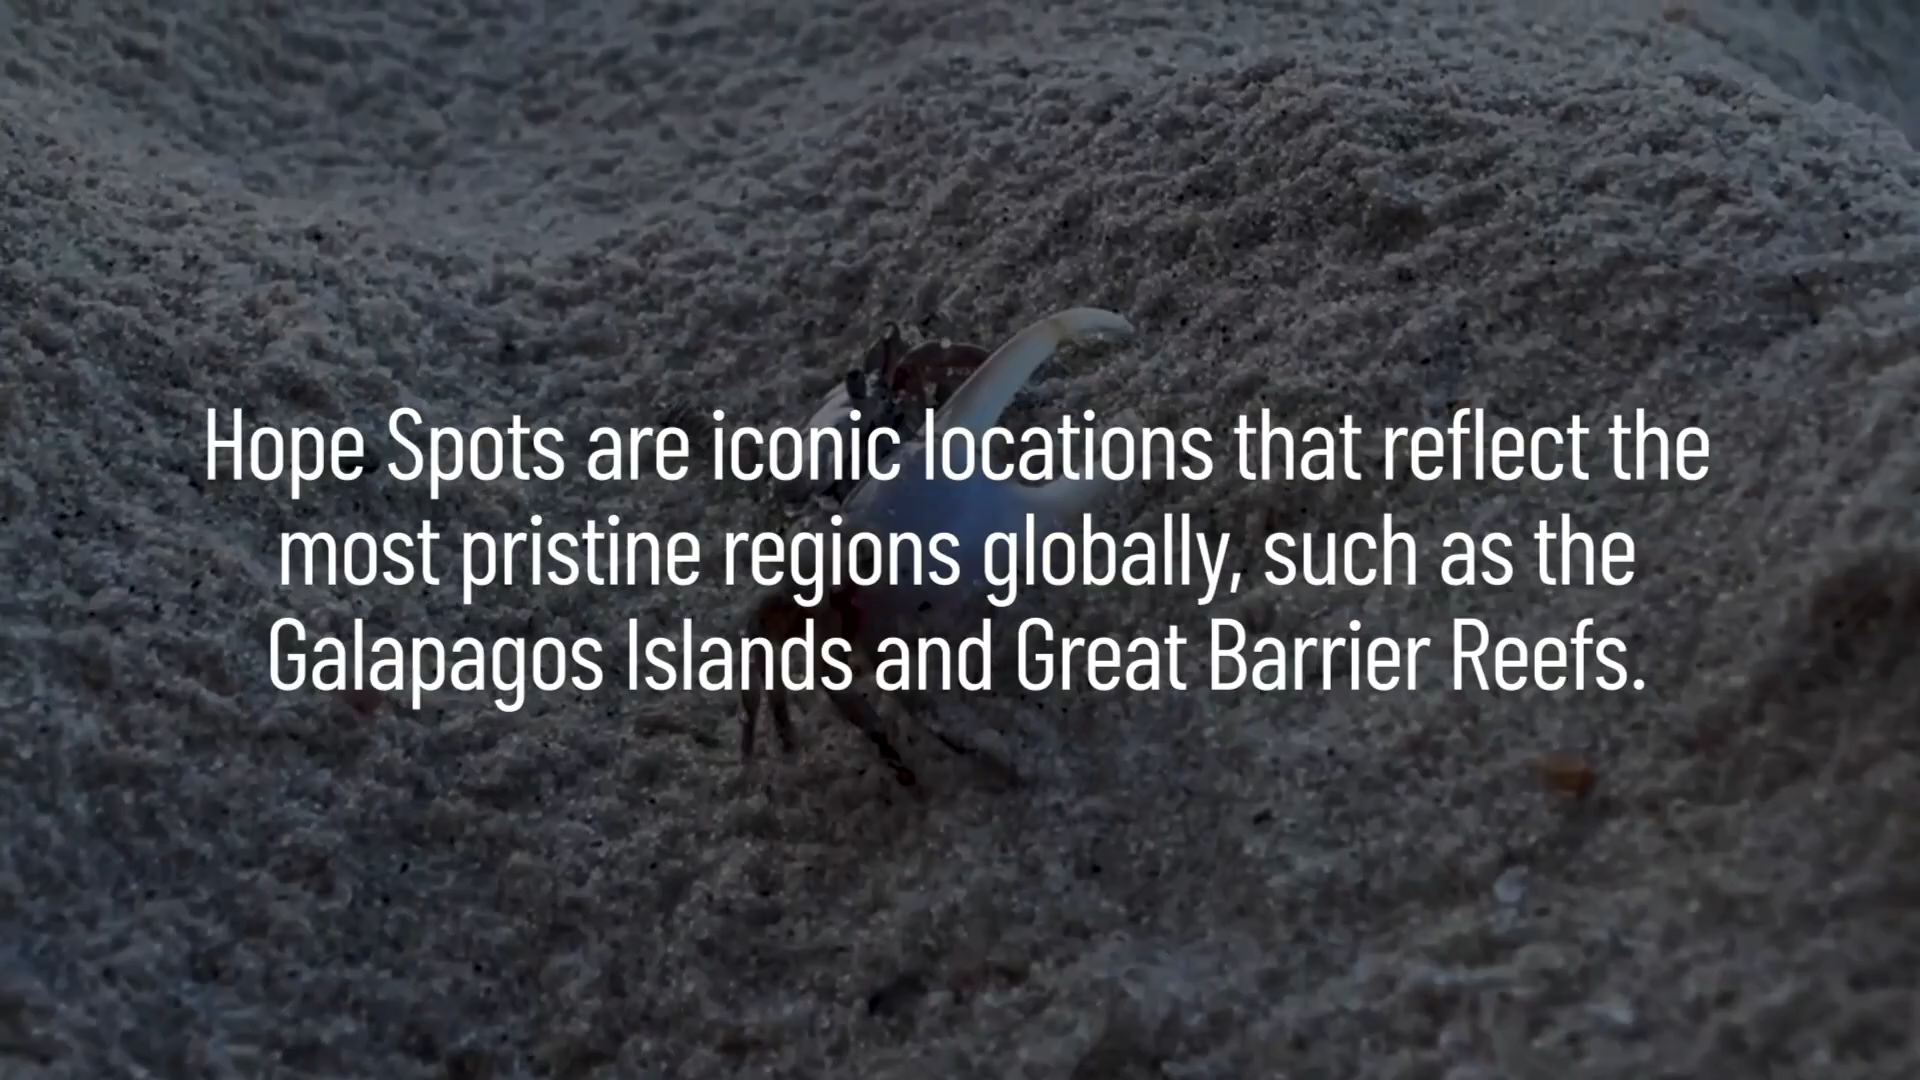 Hope Spots are iconic locations that reflect the
most pristine regions globally, such as the
Galapagos Islands and Great Barrier Reefs.